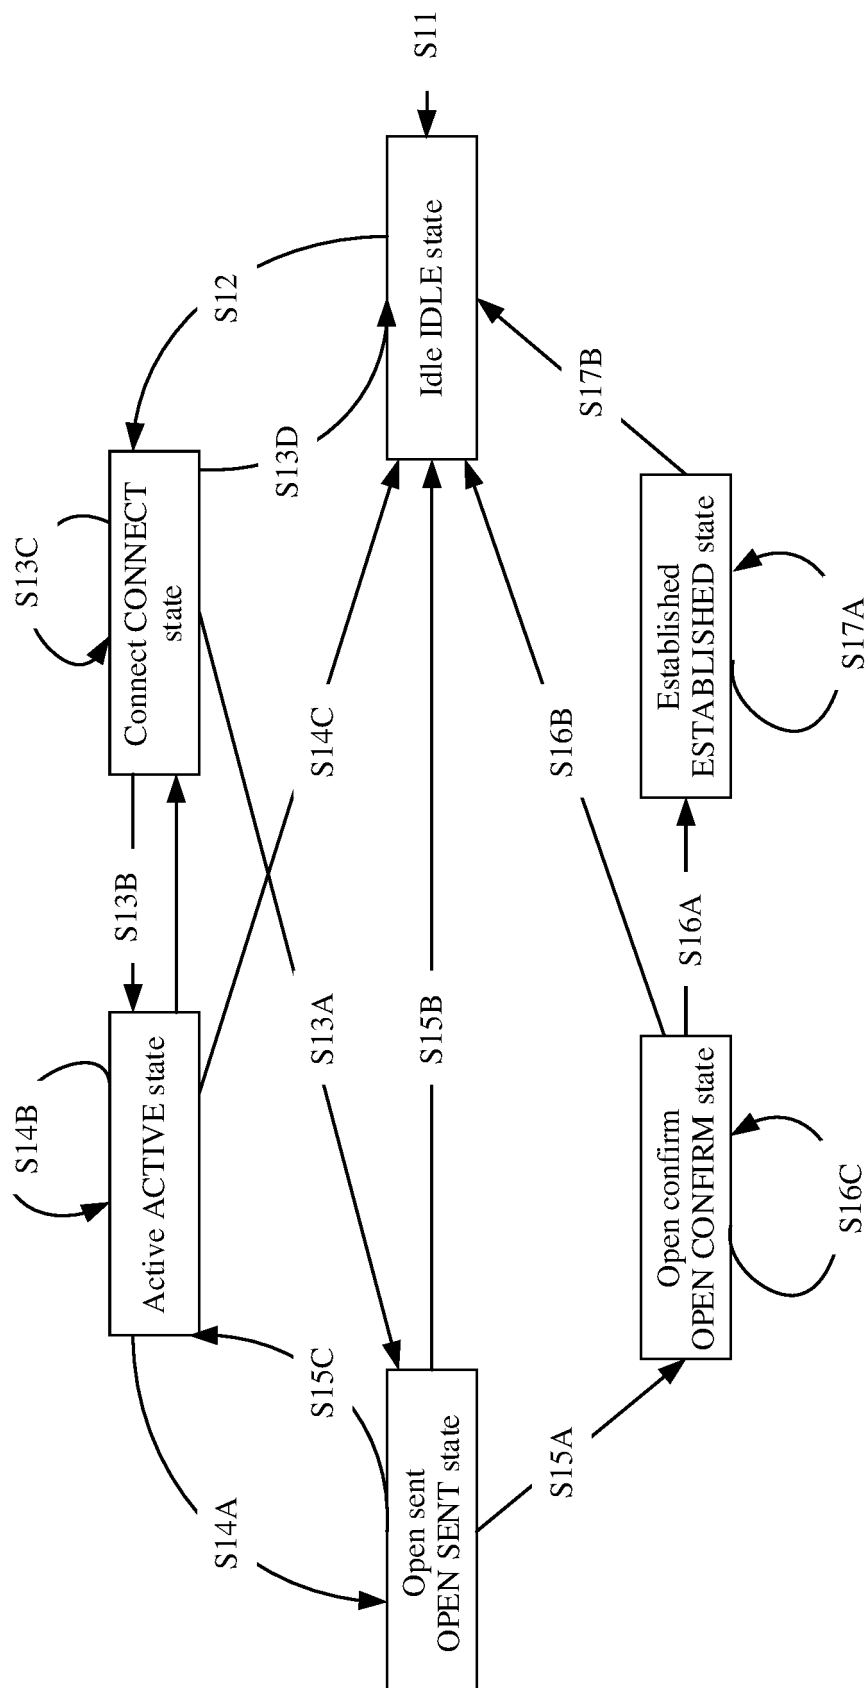 S14B
S13C
Active ACTIVE state
S13B
Connect CONNECT
state
S14A
S12
S13D
S15C
S13A
S14C
Open sent
OPEN SENT state
S15B
Idle IDLE state
S11
S15A
S16B
S17B
Open confirm
OPEN CONFIRM state
S16A
Established
ESTABLISHED state
S16C
S17A